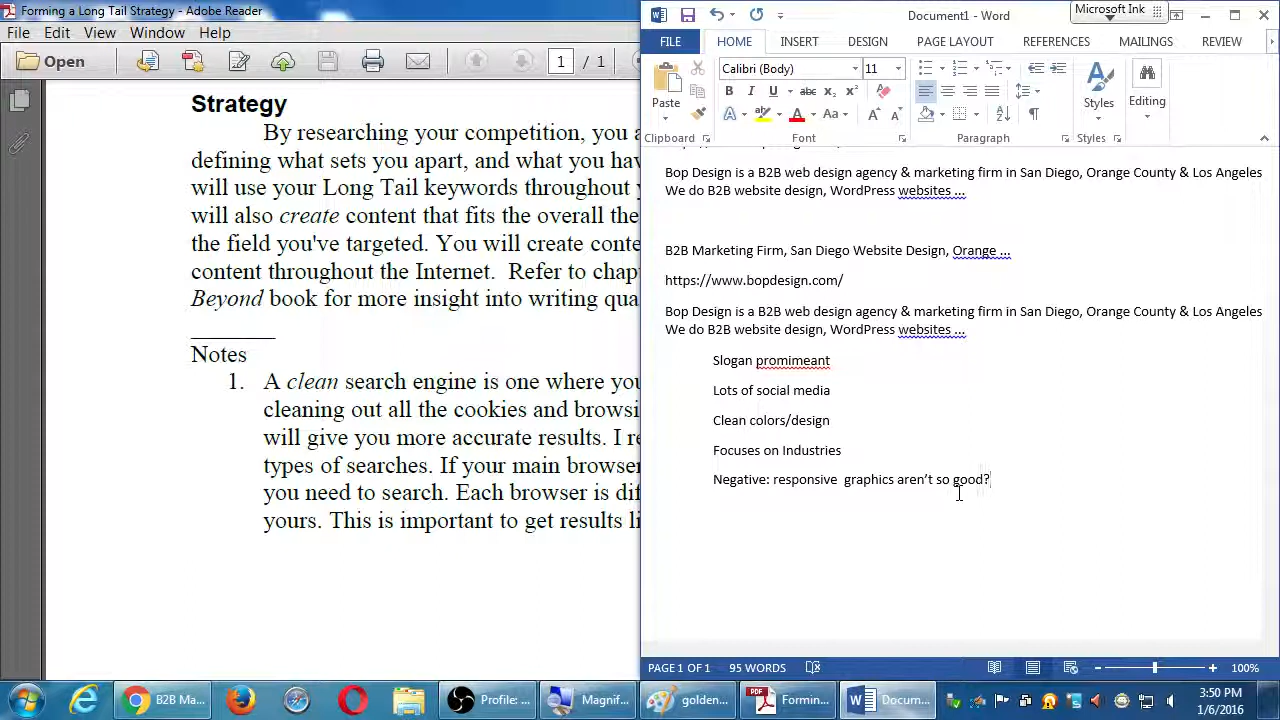 Forming a Long Tail Strategy - Adobe Reader
File Edit View Window Help
Open 1 / 1
Strategy
By researching your competition, you a
defining what sets you apart, and what you hav
will use your Long Tail keywords throughout
will also create content that fits the overall the
the field you've targeted. You will create conte
content throughout the Internet. Refer to chap
Beyond book for more insight into writing qua
Notes
1. A clean search engine is one where you
cleaning out all the cookies and browsi
will give you more accurate results. I re
types of searches. If your main browser
you need to search. Each browser is dif
yours. This is important to get results li
Document1 - Word
Microsoft Ink
FILE HOME INSERT DESIGN PAGE LAYOUT REFERENCES MAILINGS REVIEW
Calibri (Body) 11
Paste Styles Editing
Clipboard Font Paragraph Styles
Bop Design is a B2B web design agency & marketing firm in San Diego, Orange County & Los Angeles
We do B2B website design, WordPress websites ...
B2B Marketing Firm, San Diego Website Design, Orange ...
https://www.bopdesign.com/
Bop Design is a B2B web design agency & marketing firm in San Diego, Orange County & Los Angeles
We do B2B website design, WordPress websites ...
Slogan promimeant
Lots of social media
Clean colors/design
Focuses on Industries
Negative: responsive graphics aren't so good?
PAGE 1 OF 1 95 WORDS 100%
B2B Ma... Profile: ... Magnif... golden... Formin... Docum...
3:50 PM
1/6/2016